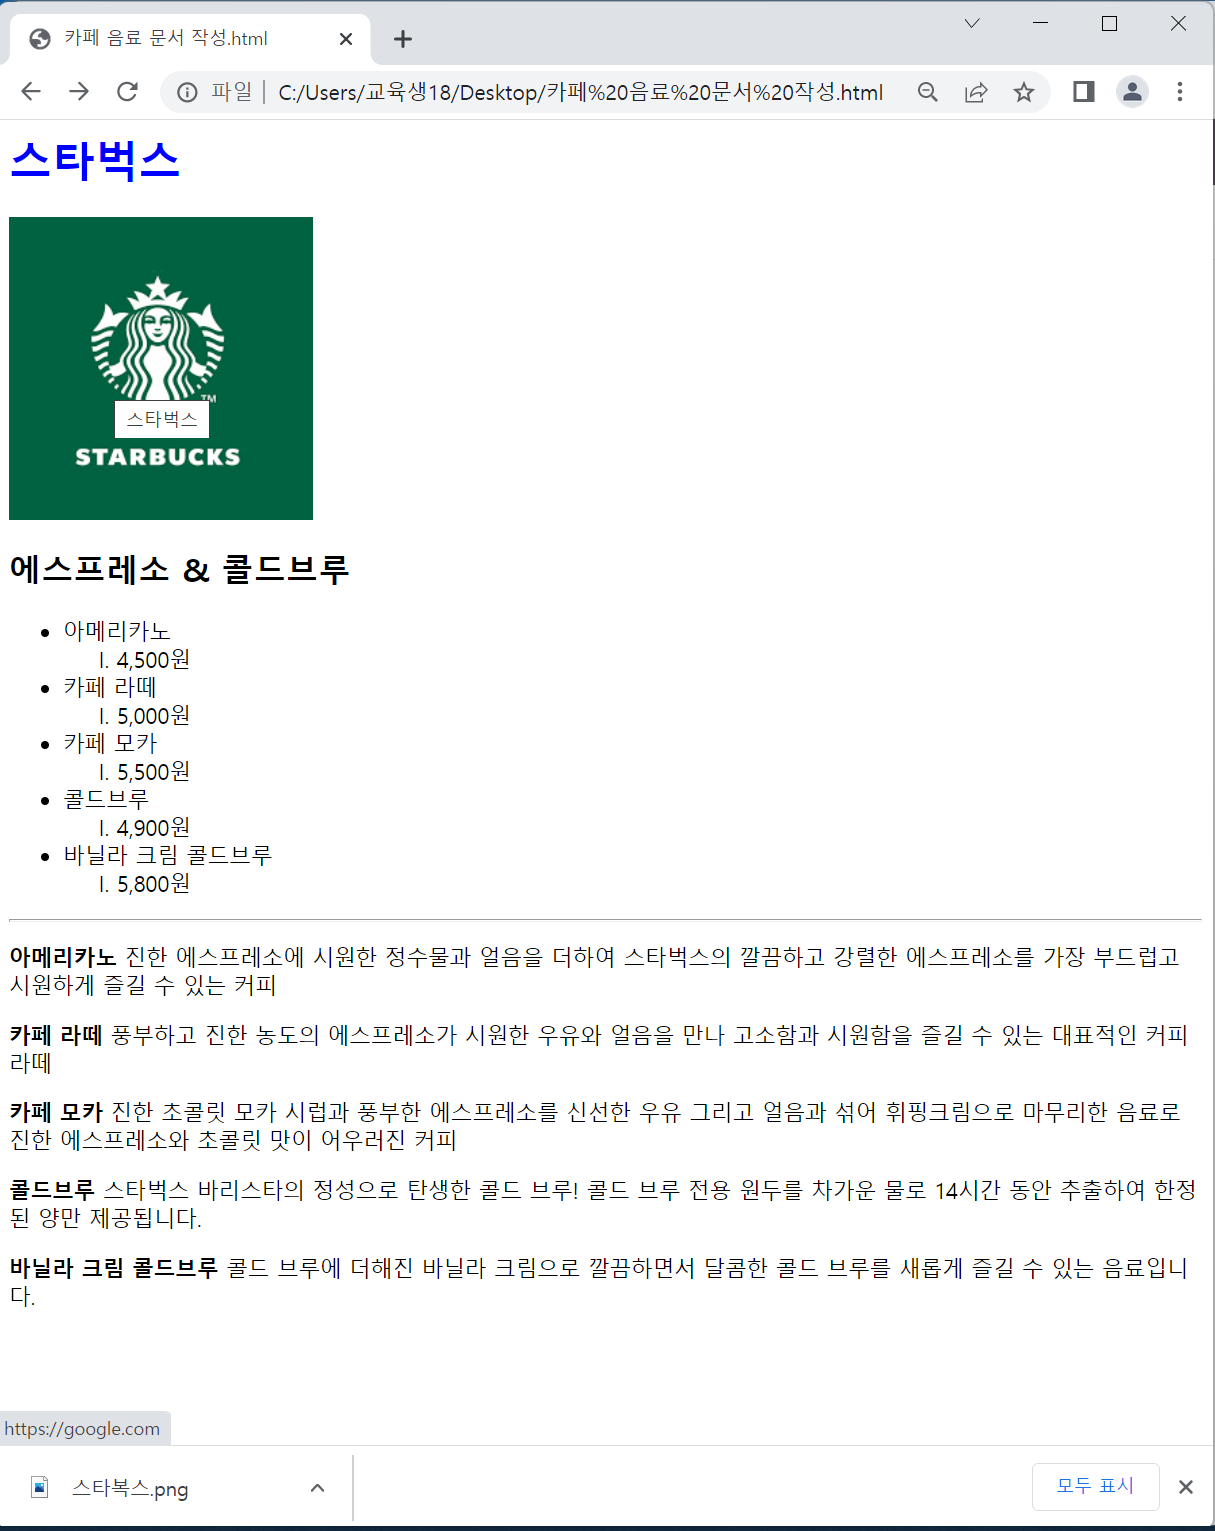 카페 음료 문서 작성.html
파일 | C:/Users/교육생18/Desktop/카페%20음료%20문서%20작성.html
스타벅스
TM
스타벅스
STARBUCKS
에스프레소 & 콜드브루
• 아메리카노
I. 4,500원
• 카페 라떼
I. 5,000원
• 카페 모카
I. 5,500원
• 콜드브루
I. 4,900원
• 바닐라 크림 콜드브루
I. 5,800원
아메리카노 진한 에스프레소에 시원한 정수물과 얼음을 더하여 스타벅스의 깔끔하고 강렬한 에스프레소를 가장 부드럽고
시원하게 즐길 수 있는 커피
카페 라떼 풍부하고 진한 농도의 에스프레소가 시원한 우유와 얼음을 만나 고소함과 시원함을 즐길 수 있는 대표적인 커피
라떼
카페 모카 진한 초콜릿 모카 시럽과 풍부한 에스프레소를 신선한 우유 그리고 얼음과 섞어 휘핑크림으로 마무리한 음료로
진한 에스프레소와 초콜릿 맛이 어우러진 커피
콜드브루 스타벅스 바리스타의 정성으로 탄생한 콜드 브루! 콜드 브루 전용 원두를 차가운 물로 14시간 동안 추출하여 한정
된 양만 제공됩니다.
바닐라 크림 콜드브루 콜드 브루에 더해진 바닐라 크림으로 깔끔하면서 달콤한 콜드 브루를 새롭게 즐길 수 있는 음료입니
다.
https://google.com
스타복스.png
모두 표시